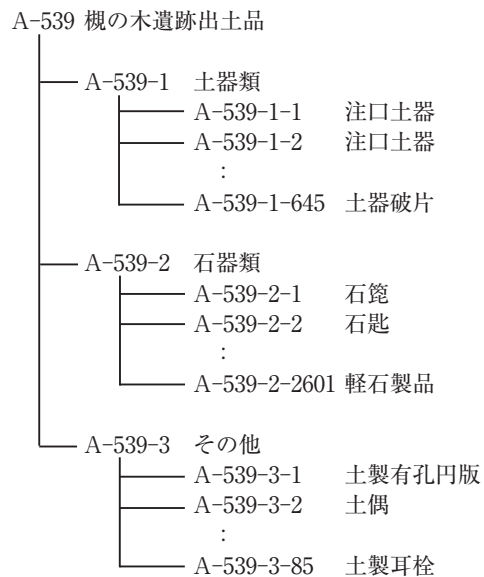 A-539 槻の木遺跡出土品
A-539-1 土器類
A-539-1-1 注口土器
A-539-1-2 注口土器
:
A-539-1-645 土器破片
A-539-2 石器類
A-539-2-1 石箆
A-539-2-2 石匙
:
A-539-2-2601 軽石製品
A-539-3 その他
A-539-3-1 土製有孔円版
A-539-3-2 土偶
:
A-539-3-85 土製耳栓